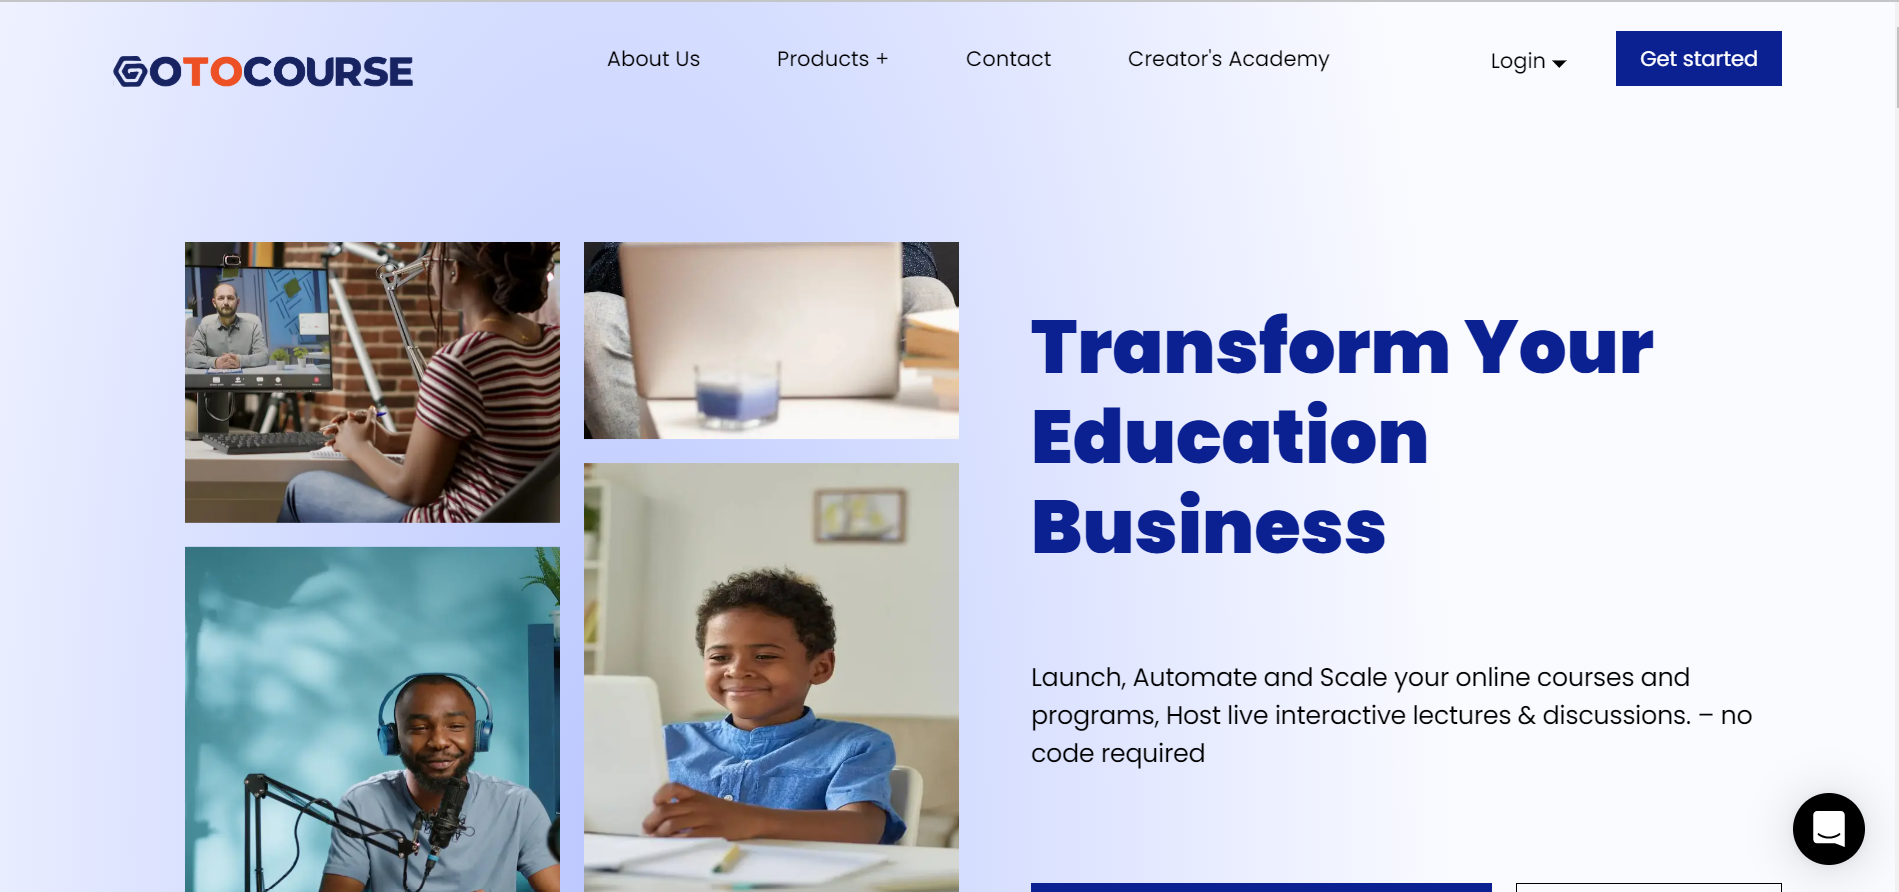 GOTOCOURSE
About Us
Products +
Contact
Creator's Academy
Login
Get started
Transform Your
Education
Business
Launch, Automate and Scale your online courses and
programs, Host live interactive lectures & discussions. – no
code required